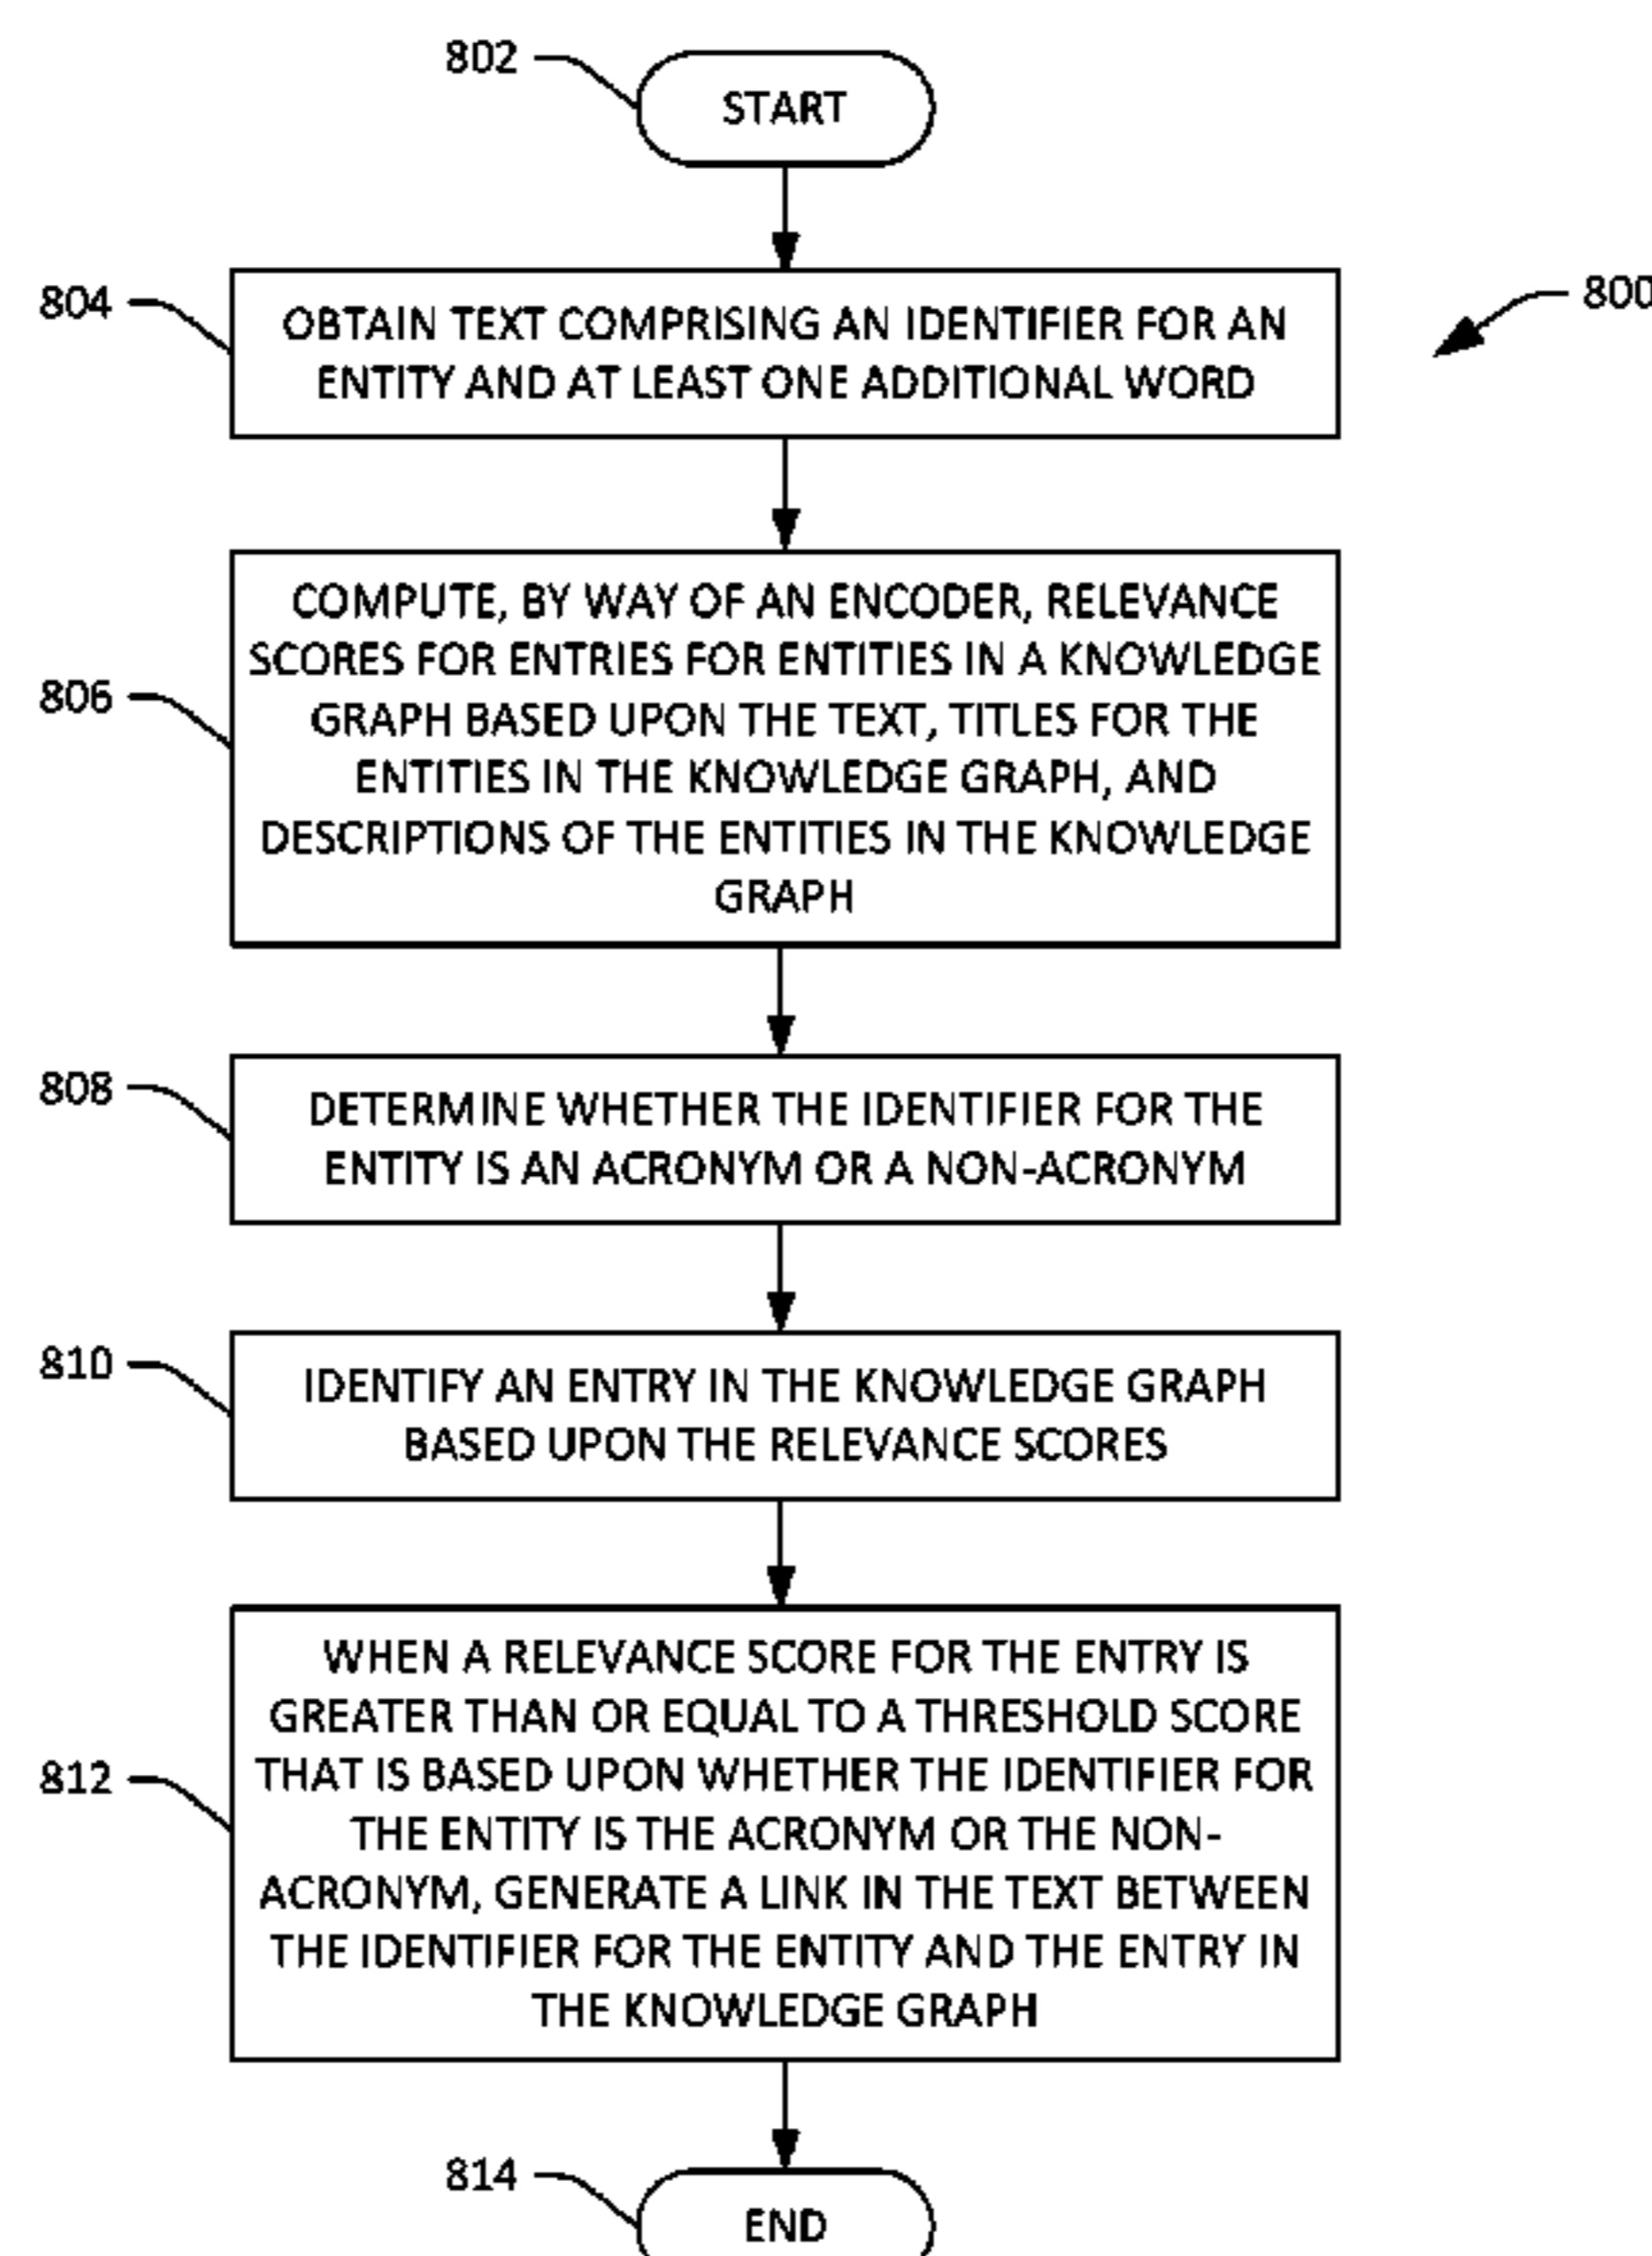 802
START
804
OBTAIN TEXT COMPRISING AN IDENTIFIER FOR AN
ENTITY AND AT LEAST ONE ADDITIONAL WORD
800
806
COMPUTE, BY WAY OF AN ENCODER, RELEVANCE
SCORES FOR ENTRIES FOR ENTITIES IN A KNOWLEDGE
GRAPH BASED UPON THE TEXT, TITLES FOR THE
ENTITIES IN THE KNOWLEDGE GRAPH, AND
DESCRIPTIONS OF THE ENTITIES IN THE KNOWLEDGE
GRAPH
808
DETERMINE WHETHER THE IDENTIFIER FOR THE
ENTITY IS AN ACRONYM OR A NON-ACRONYM
810
IDENTIFY AN ENTRY IN THE KNOWLEDGE GRAPH
BASED UPON THE RELEVANCE SCORES
812
WHEN A RELEVANCE SCORE FOR THE ENTRY IS
GREATER THAN OR EQUAL TO A THRESHOLD SCORE
THAT IS BASED UPON WHETHER THE IDENTIFIER FOR
THE ENTITY IS THE ACRONYM OR THE NON-
ACRONYM, GENERATE A LINK IN THE TEXT BETWEEN
THE IDENTIFIER FOR THE ENTITY AND THE ENTRY IN
THE KNOWLEDGE GRAPH
814
END